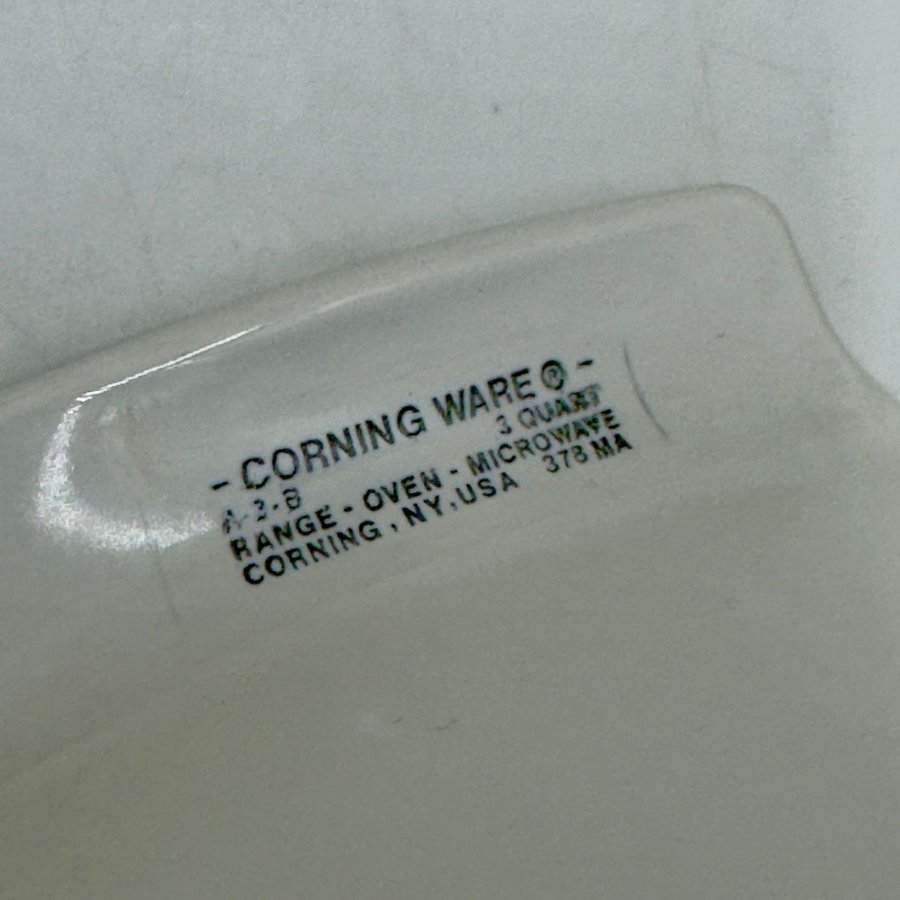 - CORNING WARE® -
A-3-B 3 QUART
RANGE - OVEN - MICROWAVE
CORNING, NY, USA 378 MA